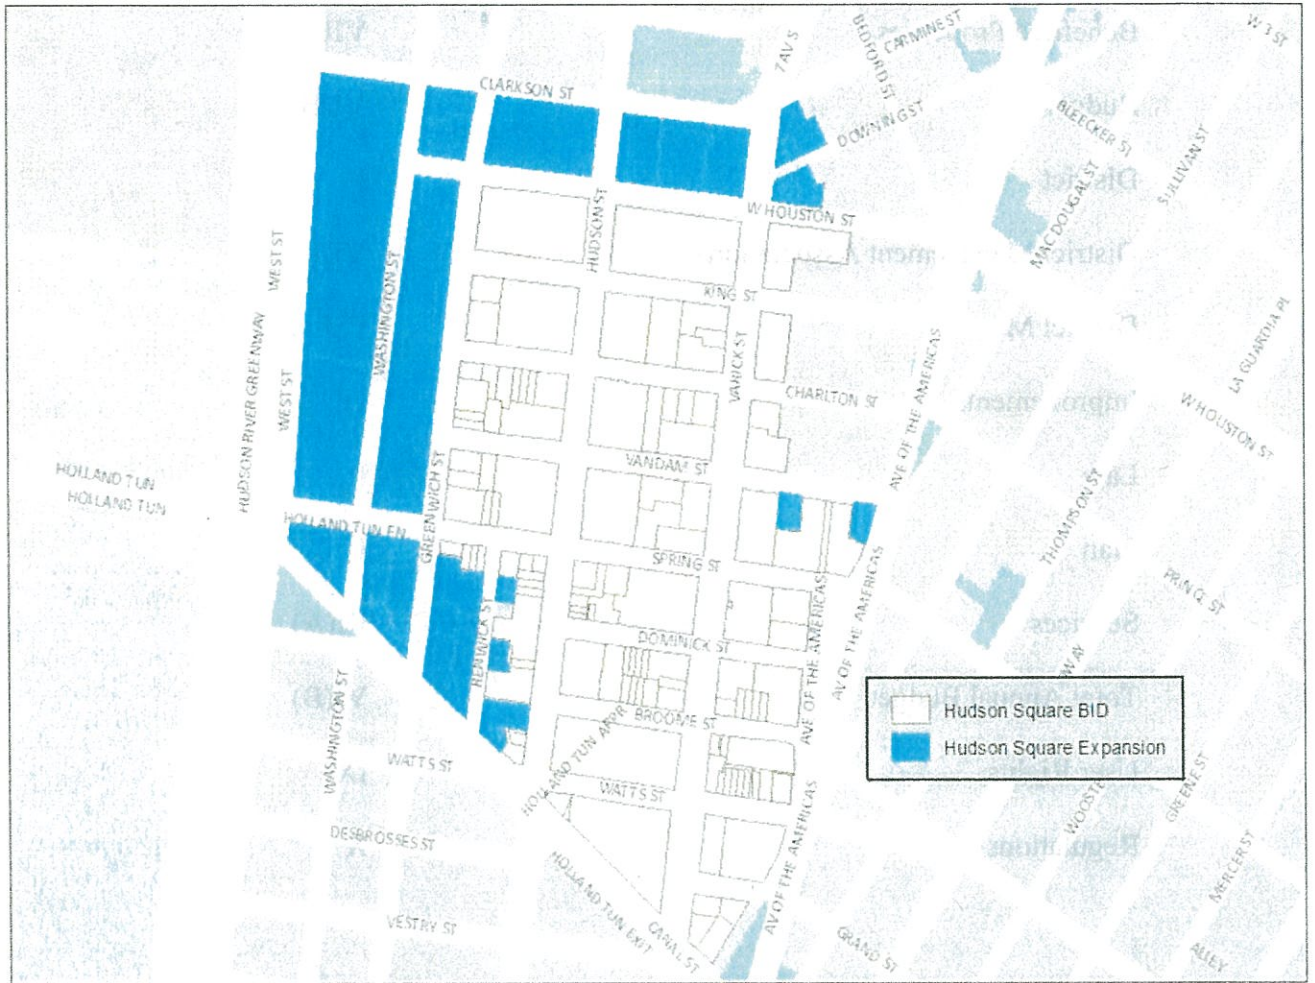 CLARKSON ST
7 AV S
BEDFORD ST
CARMINE ST
W 3 ST
DOWNING ST
BLEECKER ST
SULLIVAN ST
MACDOUGAL ST
W HOUSTON ST
HUDSON ST
WEST ST
WASHINGTON ST
KING ST
VARICK ST
HUDSON RIVER GREENWAY
WEST ST
CHARLTON ST
AVE OF THE AMERICAS
LA GUARDIA PL
W HOUSTON ST
VANDAM ST
GREENWICH ST
HOLLAND TUN
HOLLAND TUN
HOLLAND TUN EN
THOMPSON ST
SPRING ST
AVE OF THE AMERICAS
AV OF THE AMERICAS
PRINCE ST
RENWICK ST
DOMINICK ST
WASHINGTON ST
BROOME ST
HOLLAND TUN APPR
Hudson Square BID
Hudson Square Expansion
WATTS ST
WATTS ST
WOOSTE
GREENE ST
DESBROSSES ST
HOLLAND TUN EXIT
AV OF THE AMERICAS
MERCER ST
VESTRY ST
CANAL ST
GRAND ST
ALLEY